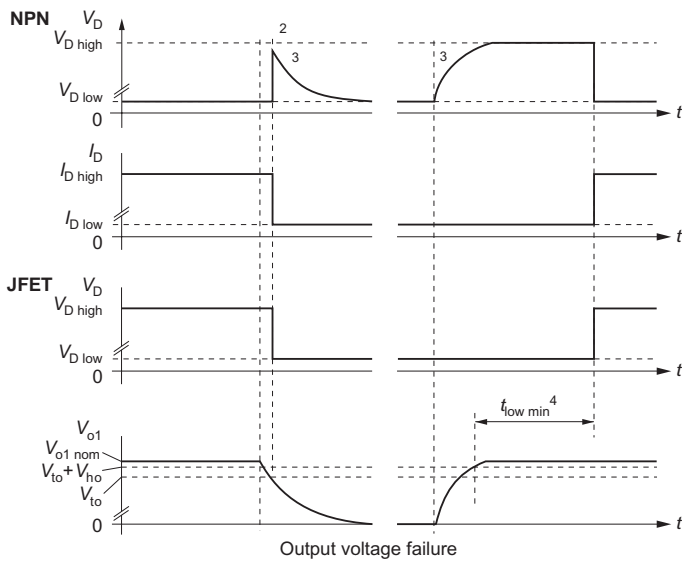 NPN
V_D
V_D high
2
3
3
V_D low
0
t
I_D
I_D high
I_D low
0
t
JFET
V_D
V_D high
V_D low
0
t
t_low min^4
V_o1
V_o1 nom
V_to + V_ho
V_to
0
t
Output voltage failure